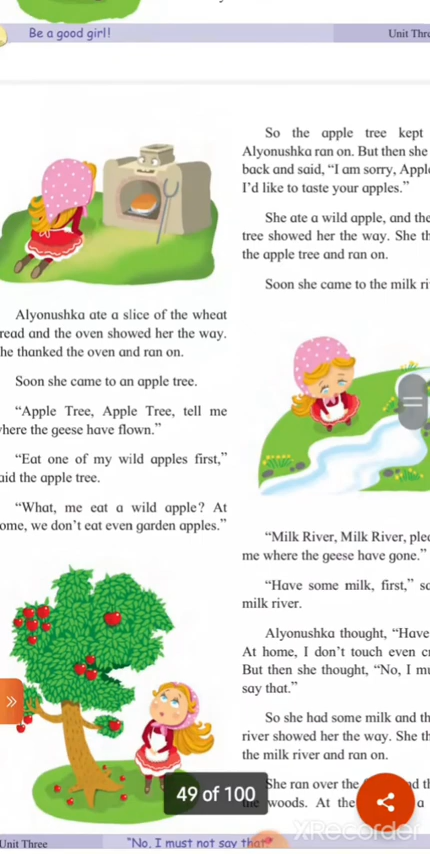 Be a good girl!
Unit Thre
Alyonushka ate a slice of the wheat
read and the oven showed her the way.
he thanked the oven and ran on.
Soon she came to an apple tree.
“Apple Tree, Apple Tree, tell me
where the geese have flown.”
“Eat one of my wild apples first,”
aid the apple tree.
“What, me eat a wild apple? At
ome, we don’t eat even garden apples.”
So the apple tree kept
Alyonushka ran on. But then she
back and said, “I am sorry, Appl
I’d like to taste your apples.”
She ate a wild apple, and the
tree showed her the way. She th
the apple tree and ran on.
Soon she came to the milk ri
“Milk River, Milk River, plea
me where the geese have gone.”
“Have some milk, first,” sa
milk river.
Alyonushka thought, “Have
At home, I don’t touch even cr
But then she thought, “No, I mu
say that.”
So she had some milk and th
river showed her the way. She th
the milk river and ran on.
She ran over the
the woods. At the a
49 of 100
Unit Three
"No, I must not say that"
XRecorder